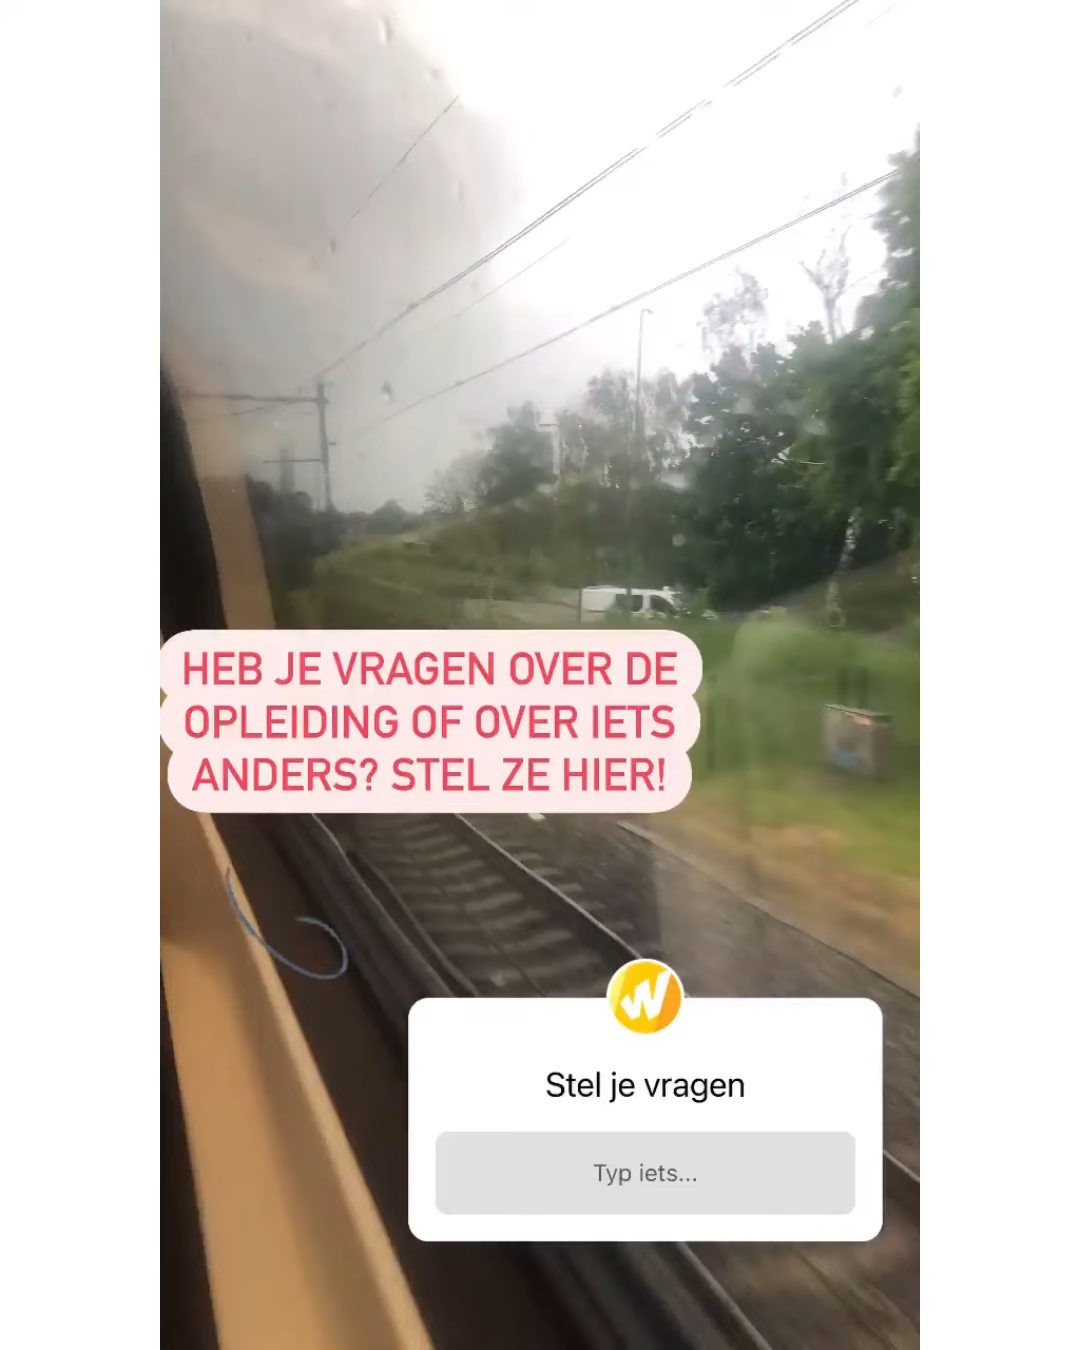 HEB JE VRAGEN OVER DE
OPLEIDING OF OVER IETS
ANDERS? STEL ZE HIER!
W
Stel je vragen
Typ iets...